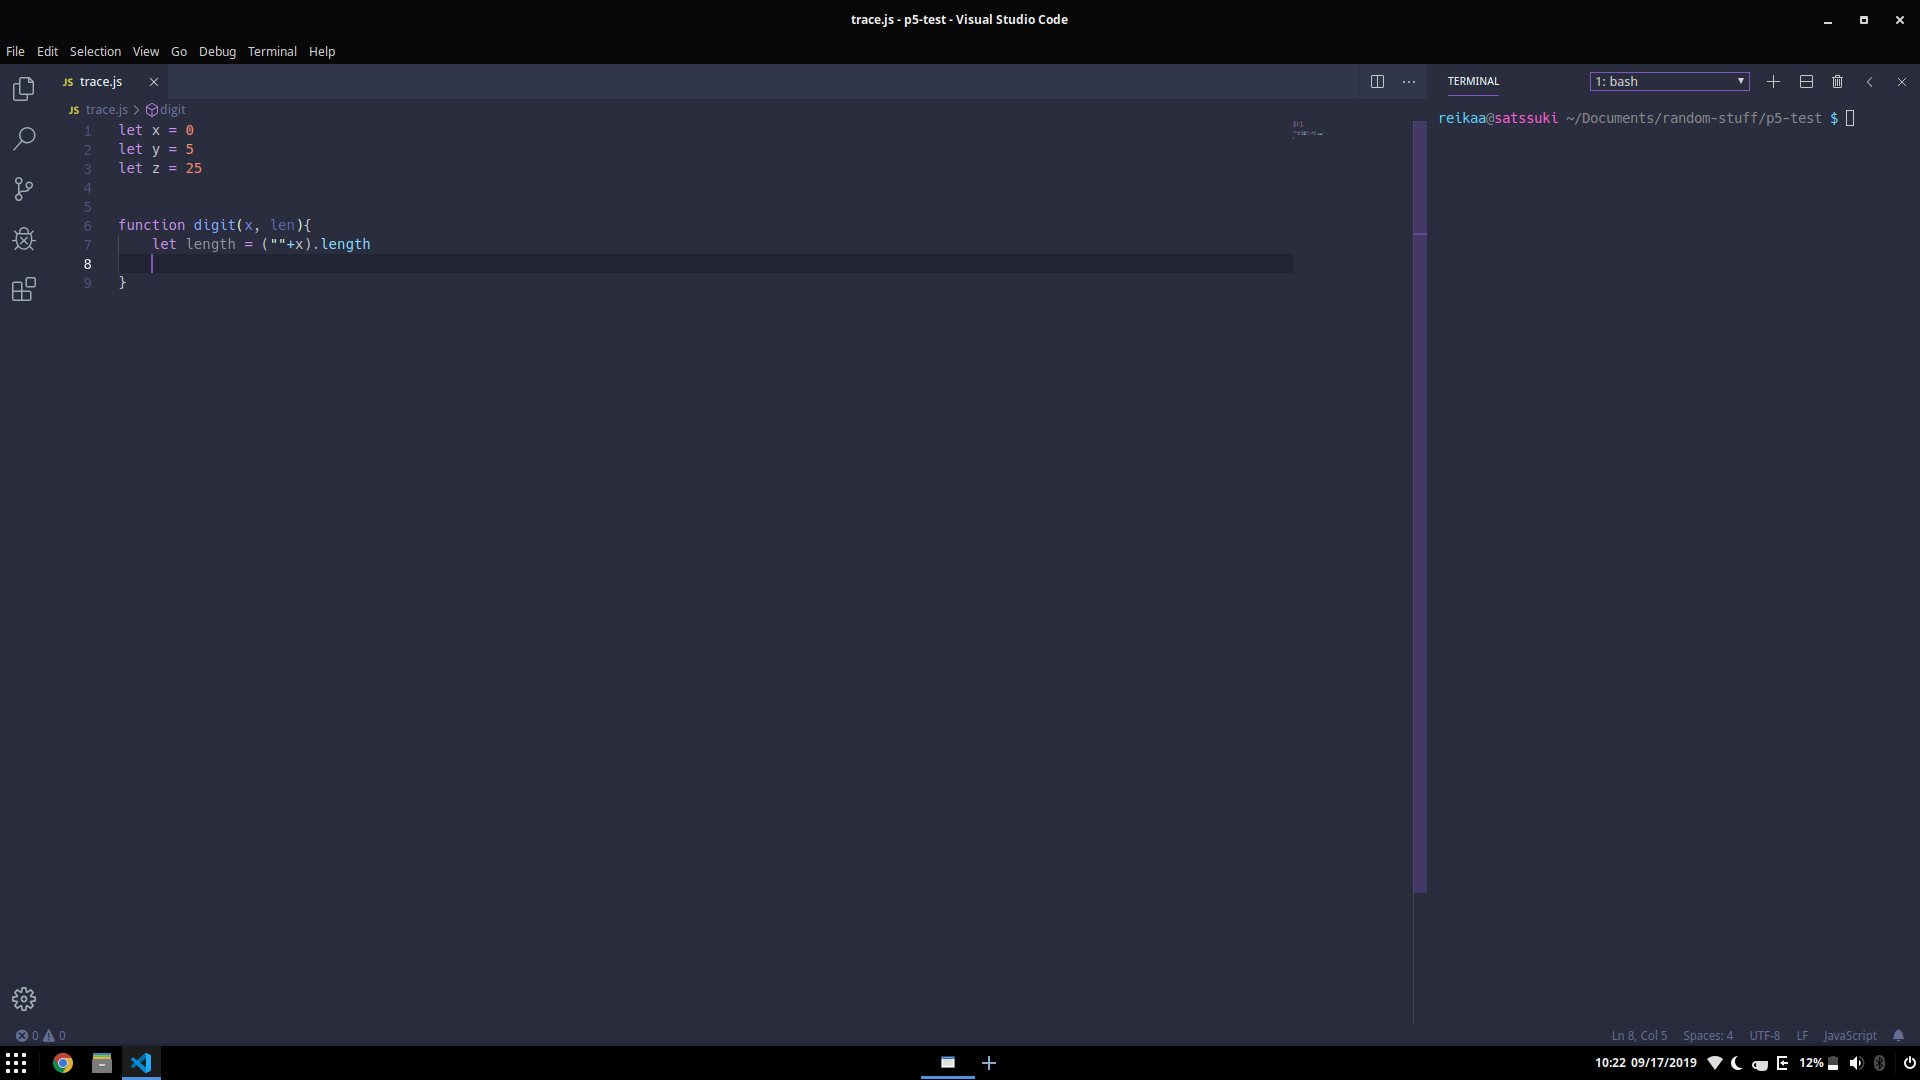 trace.js - p5-test - Visual Studio Code
File Edit Selection View Go Debug Terminal Help
JS trace.js
JS trace.js > digit
1 let x = 0
2 let y = 5
3 let z = 25
4
5
6 function digit(x, len){
7     let length = (""+x).length
8
9 }
TERMINAL 1: bash
reikaa@satssuki ~/Documents/random-stuff/p5-test $
0 0 Ln 8, Col 5 Spaces: 4 UTF-8 LF JavaScript
10:22 09/17/2019 12%